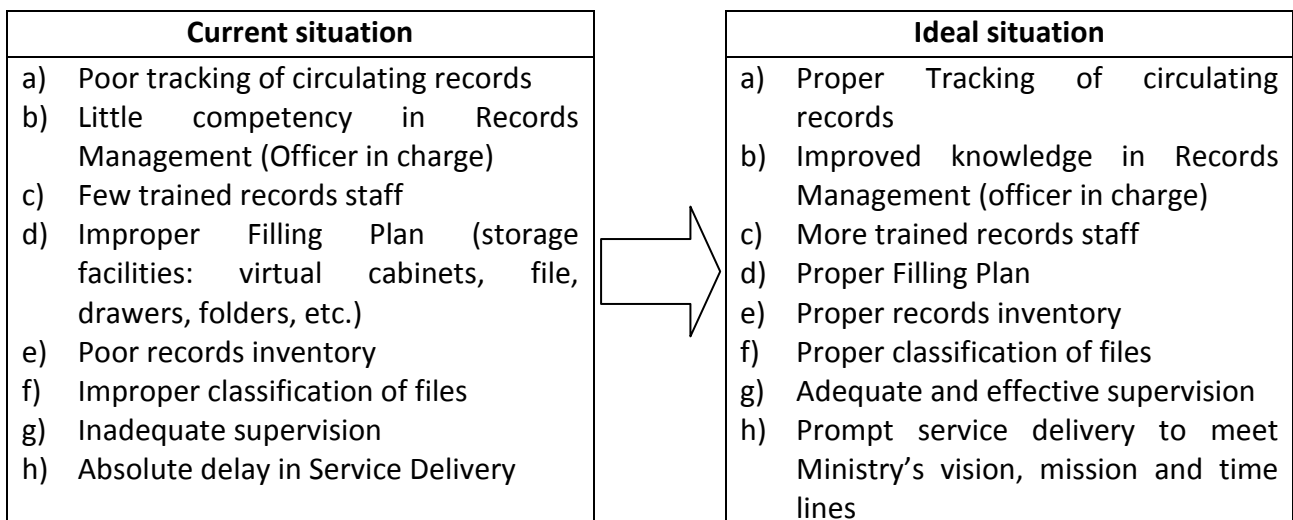 Current situation
a) Poor tracking of circulating records
b) Little competency in Records
Management (Officer in charge)
c) Few trained records staff
d) Improper Filling Plan (storage
facilities: virtual cabinets, file,
drawers, folders, etc.)
e) Poor records inventory
f) Improper classification of files
g) Inadequate supervision
h) Absolute delay in Service Delivery
Ideal situation
a) Proper Tracking of circulating
records
b) Improved knowledge in Records
Management (officer in charge)
c) More trained records staff
d) Proper Filling Plan
e) Proper records inventory
f) Proper classification of files
g) Adequate and effective supervision
h) Prompt service delivery to meet
Ministry’s vision, mission and time
lines